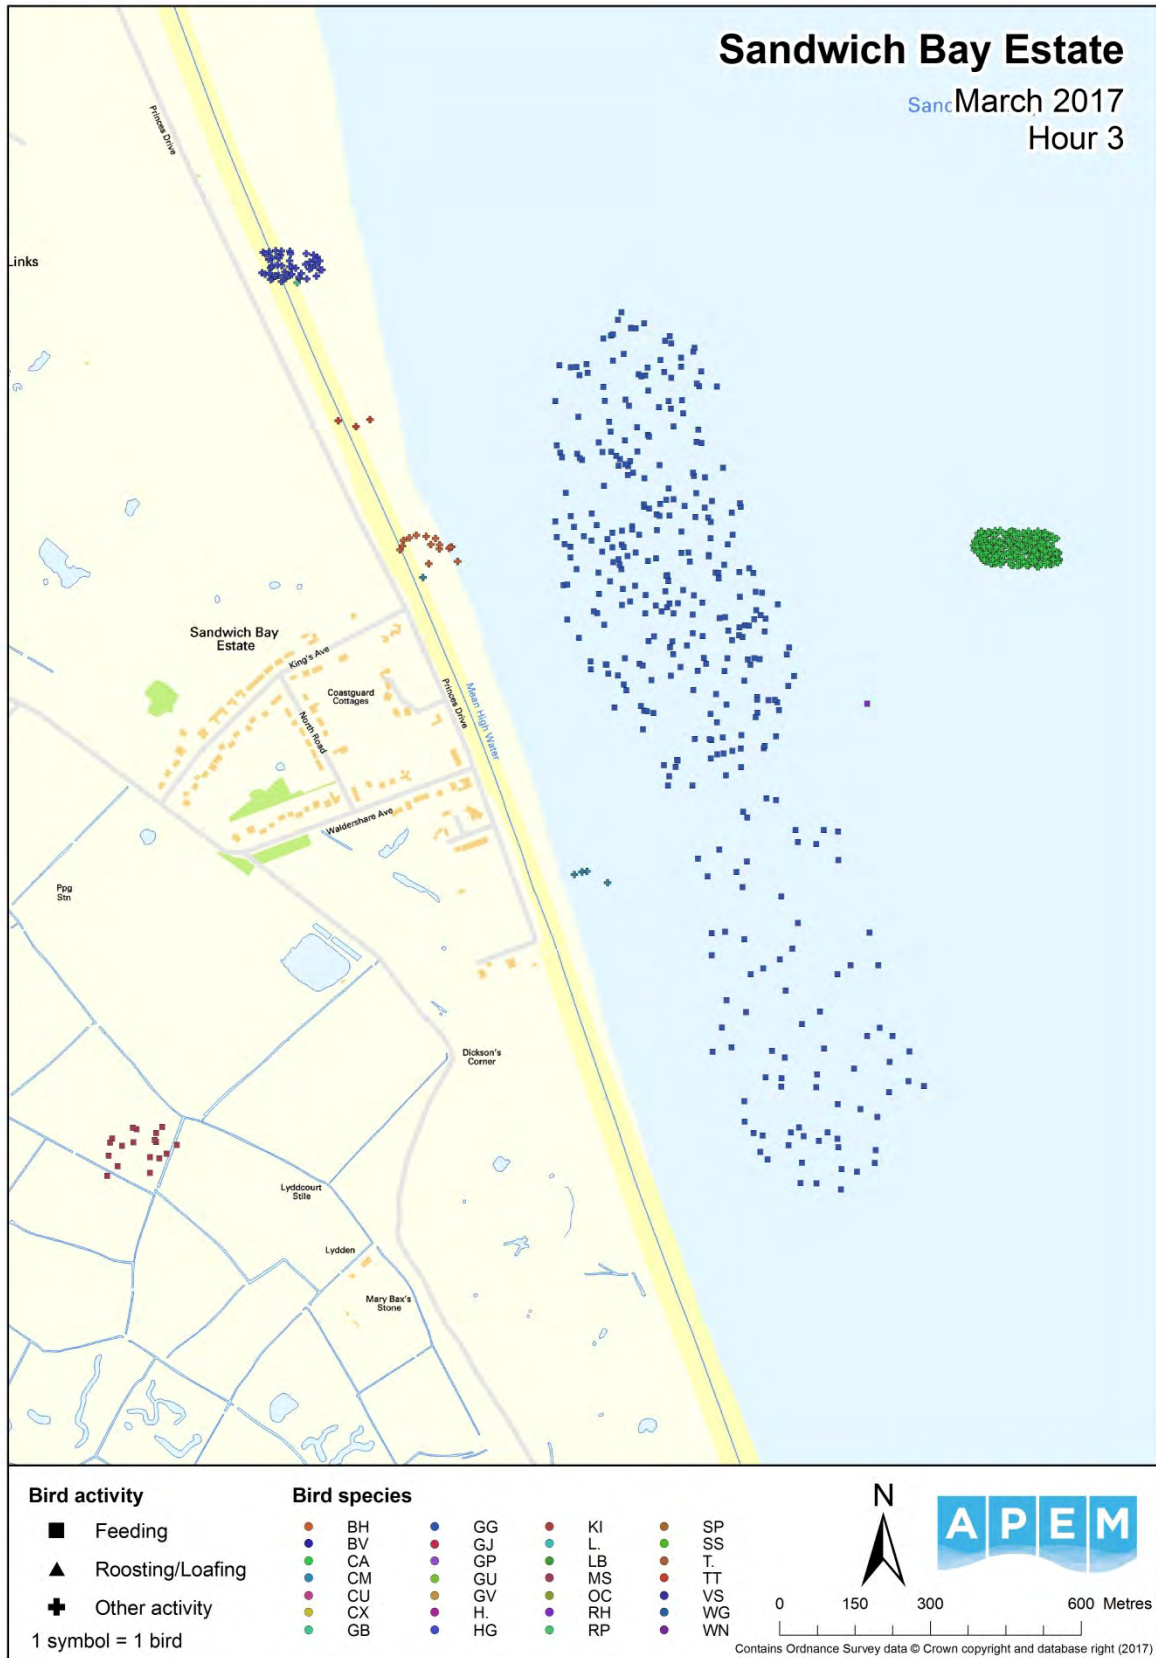 Sandwich Bay Estate
Sand
March 2017
Hour 3
Princes Drive
Links
Sandwich Bay
Estate
King's Ave
Coastguard
Cottages
North Road
Princes Drive
Mean High Water
Waldershare Ave
Ppg
Stn
Dickson's
Corner
Lyddcourt
Stile
Lydden
Mary Bax's
Stone
Bird activity
Feeding
Roosting/Loafing
Other activity
1 symbol = 1 bird
Bird species
BH
BV
CA
CM
CU
CX
GB
GG
GJ
GP
GU
GV
H.
HG
KI
L.
LB
MS
OC
RH
RP
SP
SS
T.
TT
VS
WG
WN
N
APEM
0 150 300 600 Metres
Contains Ordnance Survey data © Crown copyright and database right (2017)